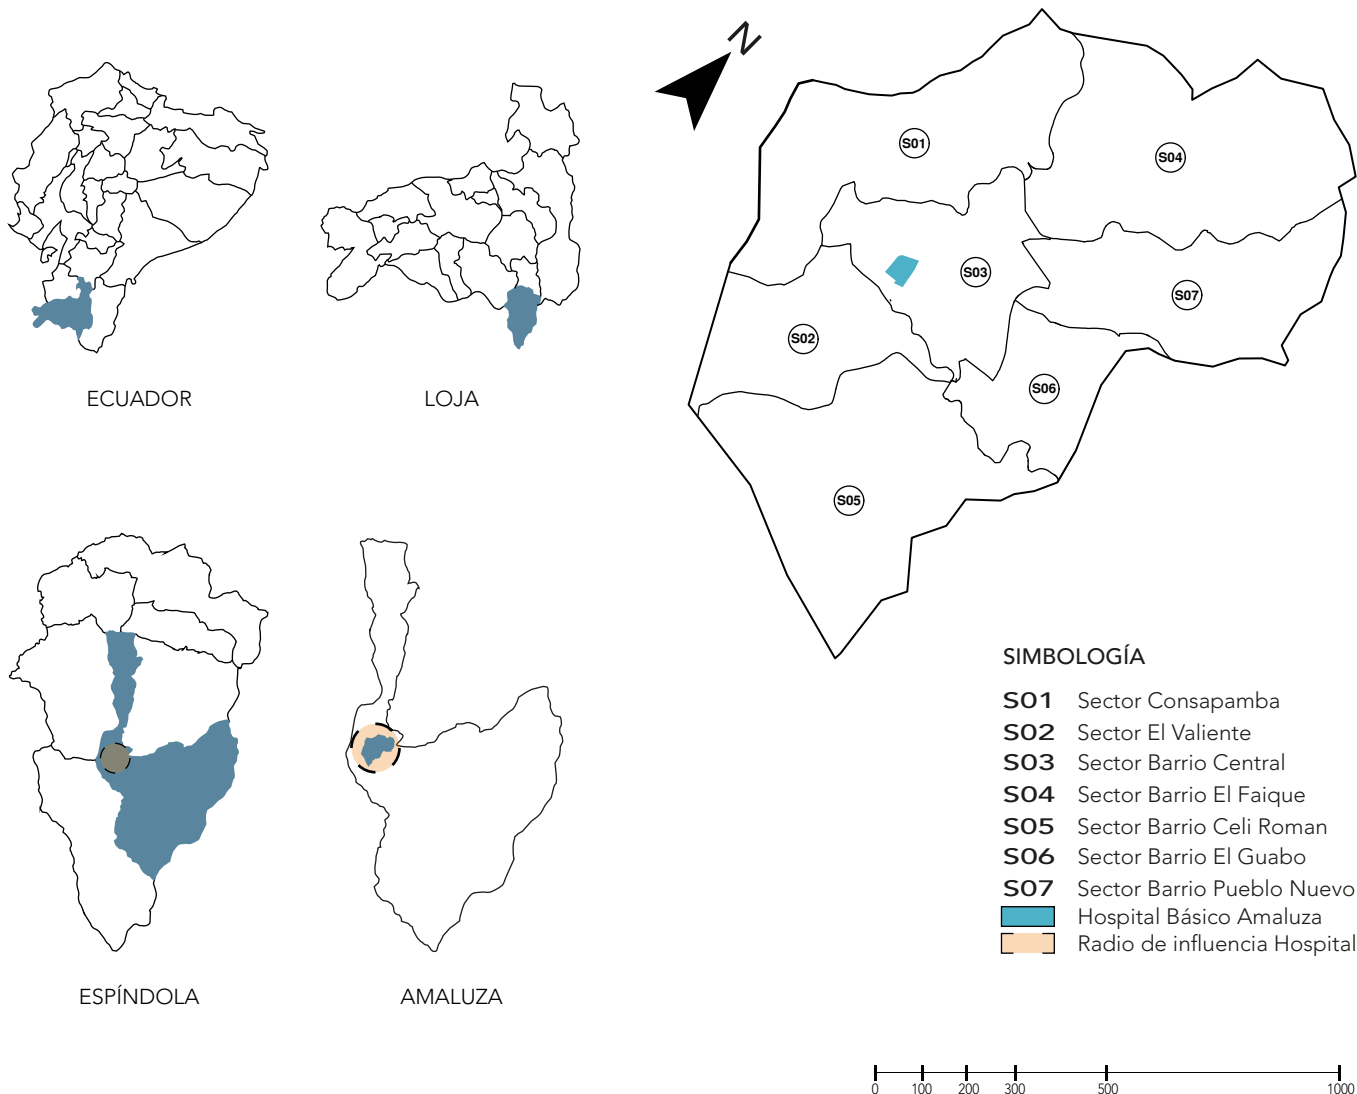 N
S01
S04
S03
S07
S02
S06
S05
ECUADOR
LOJA
ESPÍNDOLA
AMALUZA
SIMBOLOGÍA
S01 Sector Consapamba
S02 Sector El Valiente
S03 Sector Barrio Central
S04 Sector Barrio El Faique
S05 Sector Barrio Celi Roman
S06 Sector Barrio El Guabo
S07 Sector Barrio Pueblo Nuevo
Hospital Básico Amaluza
Radio de influencia Hospital
0 100 200 300 500 1000